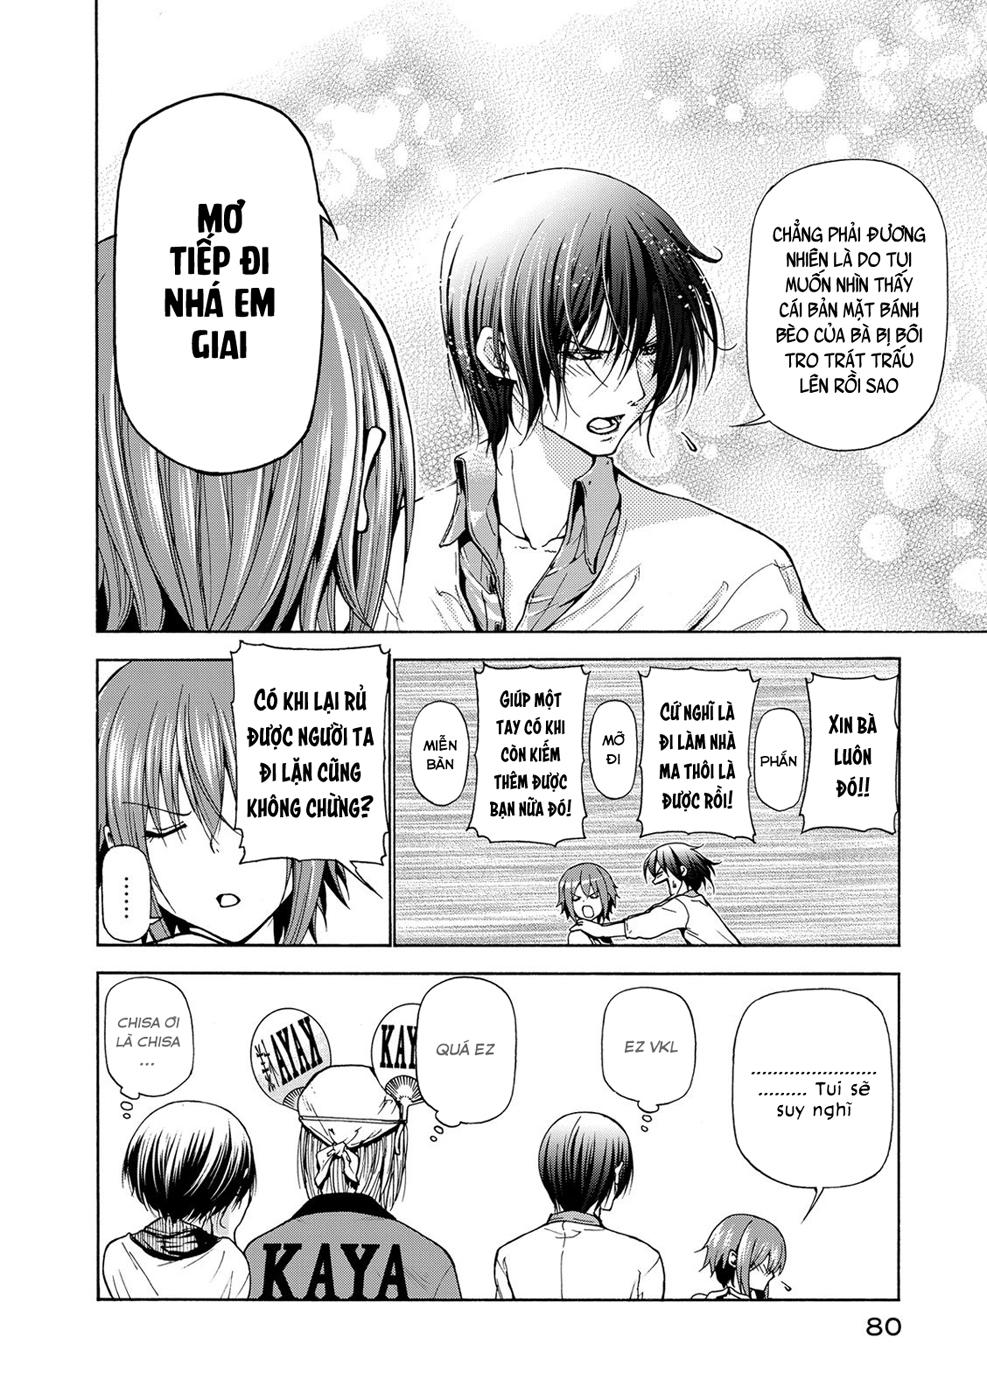 CHẲNG PHẢI ĐƯƠNG
NHIÊN LÀ DO TUI
MUỐN NHÌN THẤY
CÁI BẢN MẶT BÁNH
BÈO CỦA BÀ BỊ BÔI
TRO TRÁT TRẤU
LÊN RỒI SAO
MƠ
TIẾP ĐI
NHÁ EM
GIAI
XIN BÀ
LUÔN
ĐÓ!!
PHẮN
CỨ NGHĨ LÀ
ĐI LÀM NHÀ
MA THÔI LÀ
ĐƯỢC RỒI!
MỠ
ĐI
GIÚP MỘT
TAY CÓ KHI
CÒN KIẾM
THÊM ĐƯỢC
BẠN NỮA ĐÓ!
MIỄN
BÀN
CÓ KHI LẠI RỦ
ĐƯỢC NGƯỜI TA
ĐI LẶN CŨNG
KHÔNG CHỪNG?
......
.......................
......... Tui sẽ
suy nghĩ
EZ VKL
QUÁ EZ
KAY
AYAK
KAYA
CHISA ƠI
LÀ CHISA
...
80